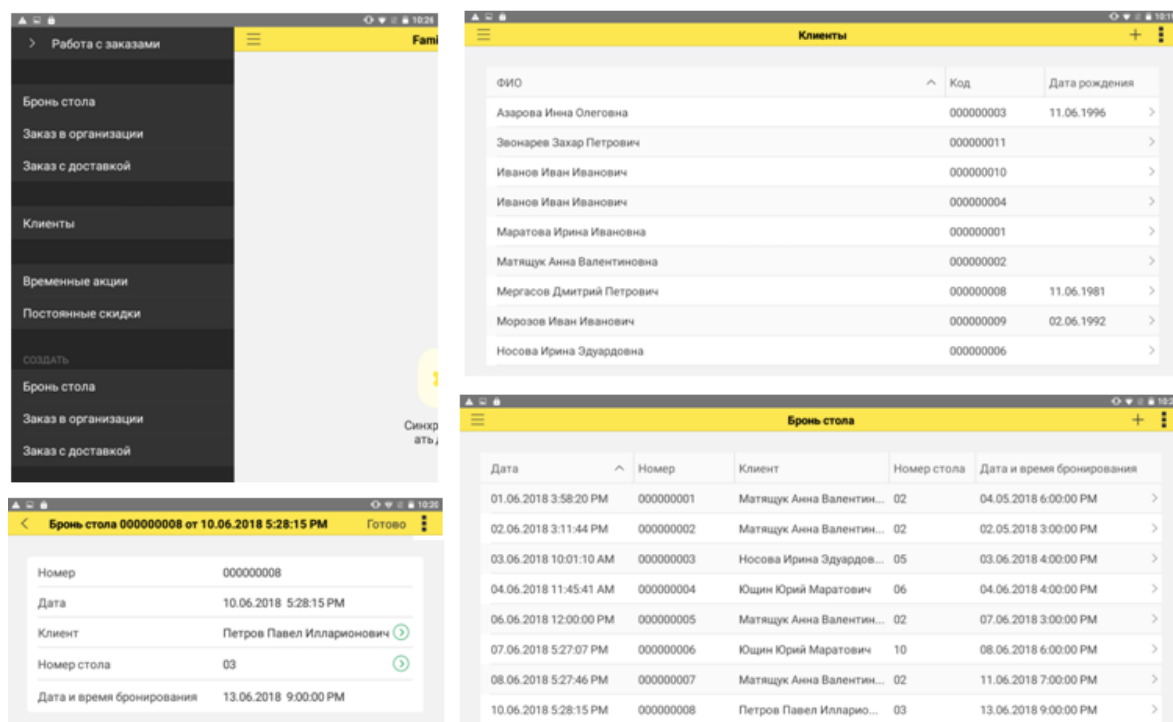 10:26
Работа с заказами
Fami
Бронь стола
Заказ в организации
Заказ с доставкой
Клиенты
Временные акции
Постоянные скидки
СОЗДАТЬ
Бронь стола
Заказ в организации
Заказ с доставкой
Синхр
ать
Клиенты
ФИО Код Дата рождения
Азарова Инна Олеговна 000000003 11.06.1996
Звонарев Захар Петрович 000000011
Иванов Иван Иванович 000000010
Иванов Иван Иванович 000000004
Маратова Ирина Ивановна 000000001
Матящук Анна Валентиновна 000000002
Мергасов Дмитрий Петрович 000000008 11.06.1981
Морозов Иван Иванович 000000009 02.06.1992
Носова Ирина Эдуардовна 000000006
Бронь стола 000000008 от 10.06.2018 5:28:15 PM Готово
Номер 000000008
Дата 10.06.2018 5:28:15 PM
Клиент Петров Павел Илларионович
Номер стола 03
Дата и время бронирования 13.06.2018 9:00:00 PM
Бронь стола
Дата Номер Клиент Номер стола Дата и время бронирования
01.06.2018 3:58:20 PM 000000001 Матящук Анна Валентин... 02 04.05.2018 6:00:00 PM
02.06.2018 3:11:44 PM 000000002 Матящук Анна Валентин... 02 02.05.2018 3:00:00 PM
03.06.2018 10:01:10 AM 000000003 Носова Ирина Эдуардов... 05 03.06.2018 4:00:00 PM
04.06.2018 11:45:41 AM 000000004 Ющин Юрий Маратович 06 04.06.2018 4:00:00 PM
06.06.2018 12:00:00 PM 000000005 Матящук Анна Валентин... 02 07.06.2018 3:00:00 PM
07.06.2018 5:27:07 PM 000000006 Ющин Юрий Маратович 10 08.06.2018 6:00:00 PM
08.06.2018 5:27:46 PM 000000007 Матящук Анна Валентин... 02 11.06.2018 7:00:00 PM
10.06.2018 5:28:15 PM 000000008 Петров Павел Илларио... 03 13.06.2018 9:00:00 PM